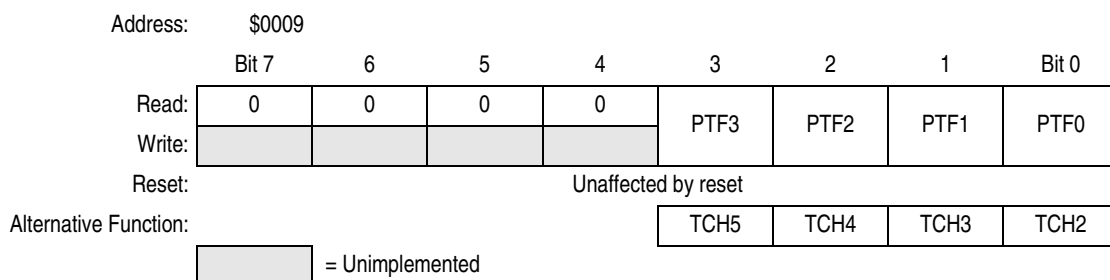 Address: $0009
Bit 7 6 5 4 3 2 1 Bit 0
Read: 0 0 0 0 PTF3 PTF2 PTF1 PTF0
Write:
Reset: Unaffected by reset
Alternative Function: TCH5 TCH4 TCH3 TCH2
= Unimplemented